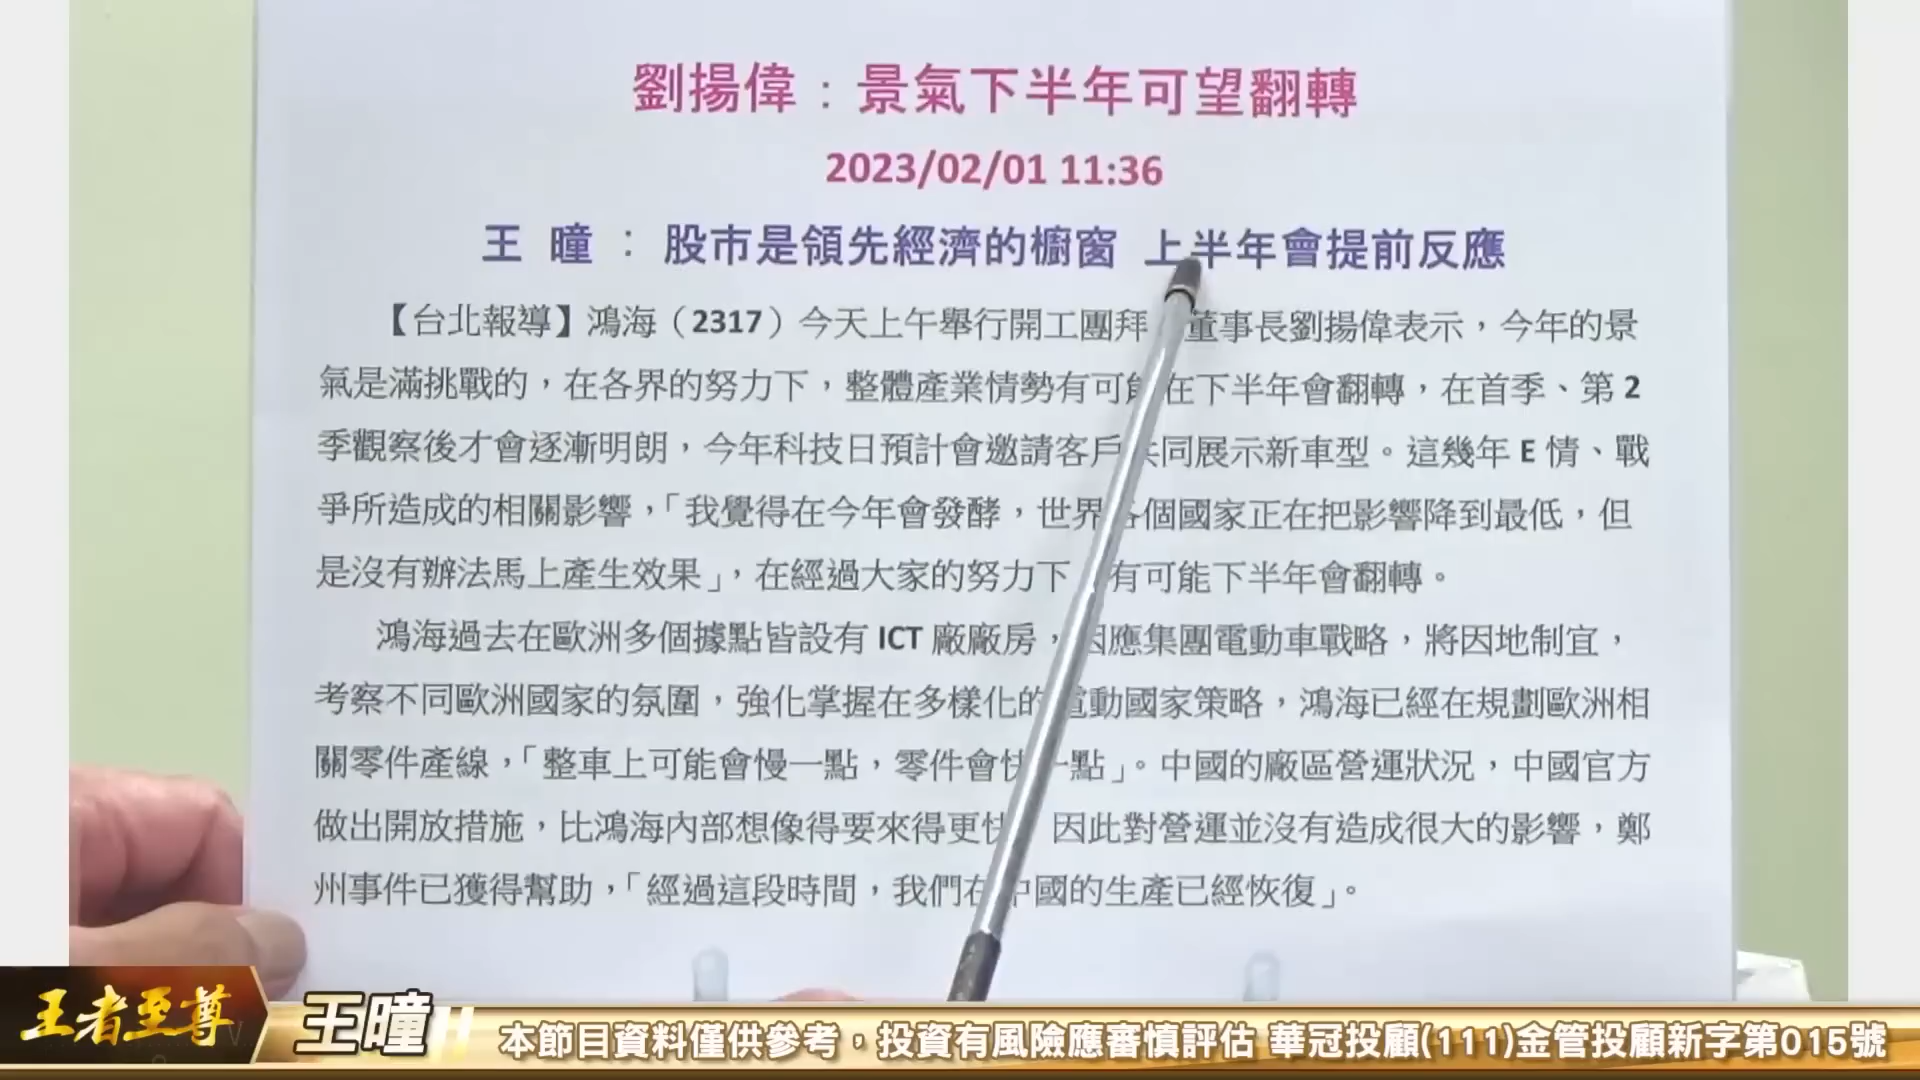 劉揚偉：景氣下半年可望翻轉
2023/02/01 11:36
王 曈 ： 股市是領先經濟的櫥窗 上半年會提前反應
【台北報導】鴻海（2317）今天上午舉行開工團拜 董事長劉揚偉表示，今年的景
氣是滿挑戰的，在各界的努力下，整體產業情勢有可能在下半年會翻轉，在首季、第 2
季觀察後才會逐漸明朗，今年科技日預計會邀請客戶共同展示新車型。這幾年 E 情、戰
爭所造成的相關影響，「我覺得在今年會發酵，世界各個國家正在把影響降到最低，但
是沒有辦法馬上產生效果」，在經過大家的努力下 有可能下半年會翻轉。
鴻海過去在歐洲多個據點皆設有 ICT 廠廠房，因應集團電動車戰略，將因地制宜，
考察不同歐洲國家的氛圍，強化掌握在多樣化的電動國家策略，鴻海已經在規劃歐洲相
關零件產線，「整車上可能會慢一點，零件會快一點」。中國的廠區營運狀況，中國官方
做出開放措施，比鴻海內部想像得要來得更快 因此對營運並沒有造成很大的影響，鄭
州事件已獲得幫助，「經過這段時間，我們在中國的生產已經恢復」。
王者至尊
王曈
本節目資料僅供參考，投資有風險應審慎評估 華冠投顧(111)金管投顧新字第015號